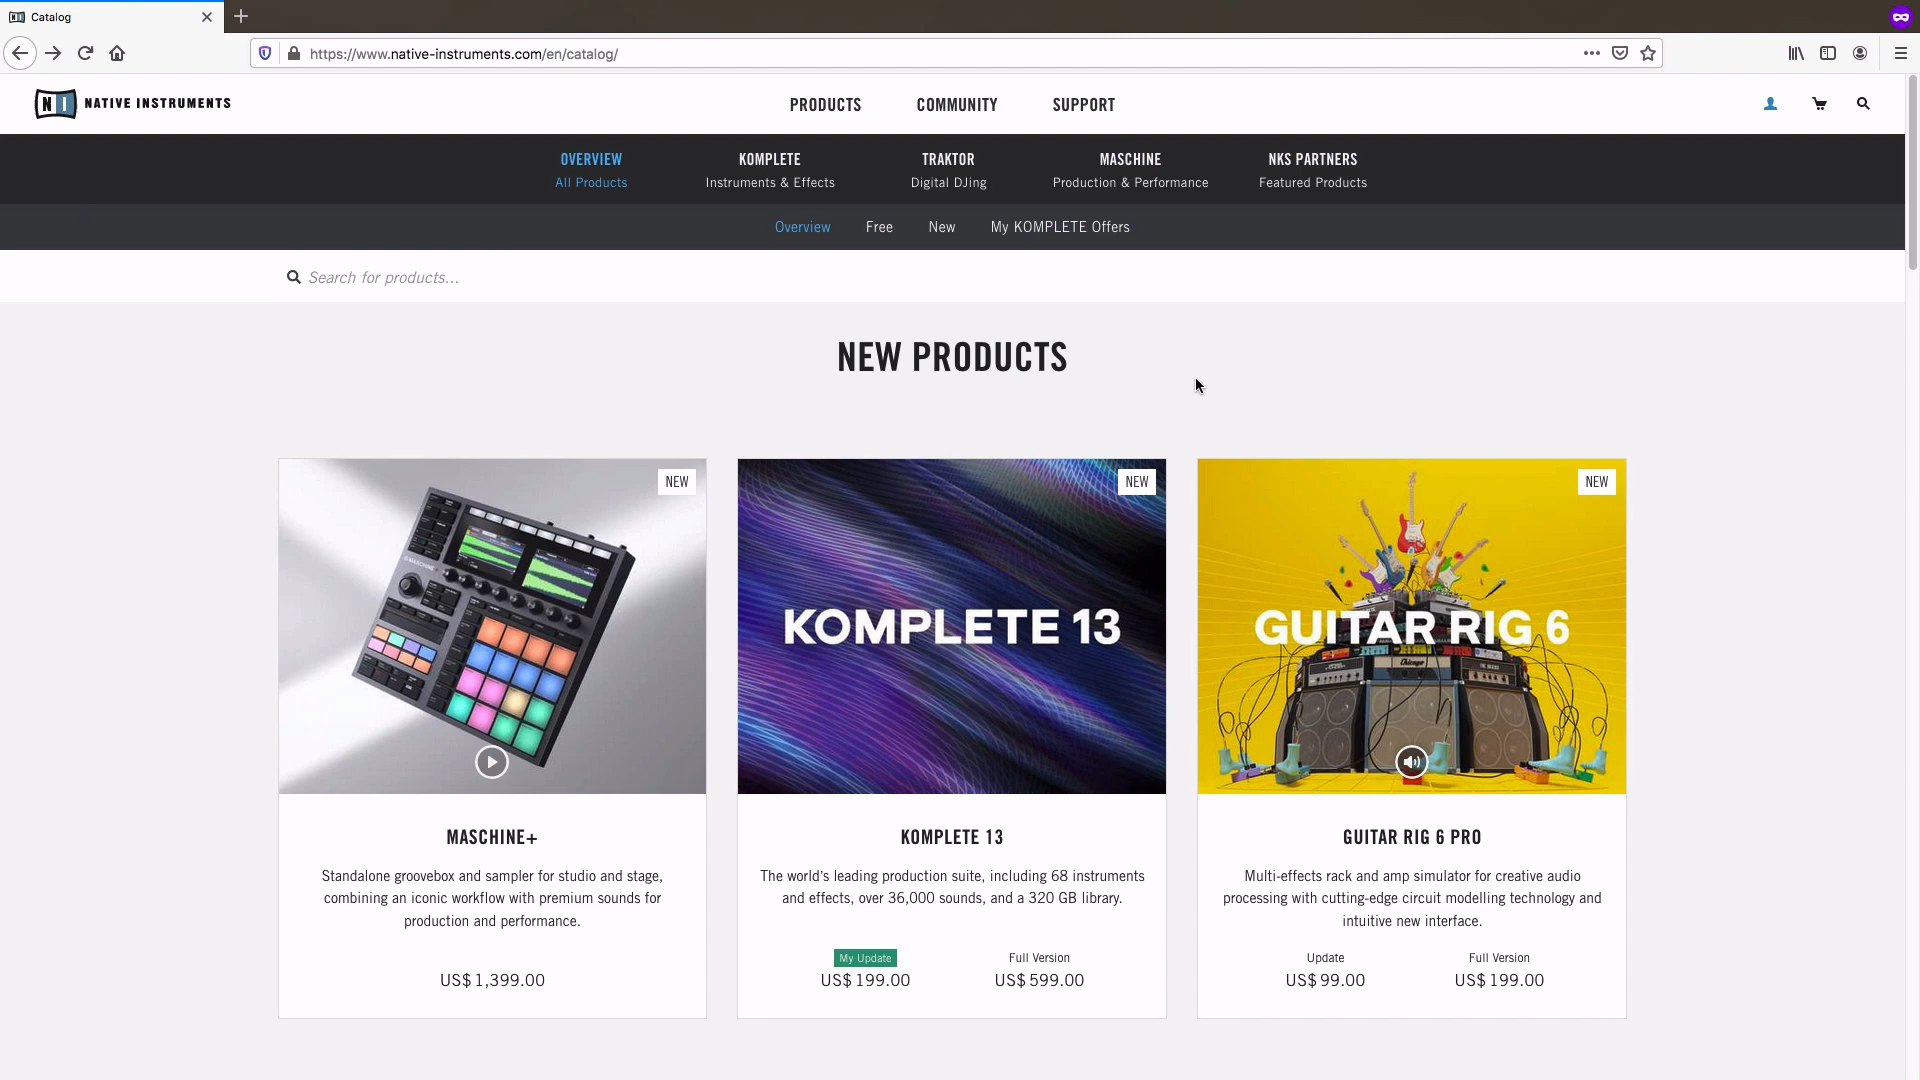 Catalog
https://www.native-instruments.com/en/catalog/
NI NATIVE INSTRUMENTS
PRODUCTS COMMUNITY SUPPORT
OVERVIEW KOMPLETE TRAKTOR MASCHINE NKS PARTNERS
All Products Instruments & Effects Digital DJing Production & Performance Featured Products
Overview Free New My KOMPLETE Offers
Search for products...
NEW PRODUCTS
NEW
NEW
NEW
KOMPLETE 13
GUITAR RIG 6
Chicago
MASCHINE+
Standalone groovebox and sampler for studio and stage,
combining an iconic workflow with premium sounds for
production and performance.
US$ 1,399.00
KOMPLETE 13
The world's leading production suite, including 68 instruments
and effects, over 36,000 sounds, and a 320 GB library.
My Update Full Version
US$ 199.00 US$ 599.00
GUITAR RIG 6 PRO
Multi-effects rack and amp simulator for creative audio
processing with cutting-edge circuit modelling technology and
intuitive new interface.
Update Full Version
US$ 99.00 US$ 199.00